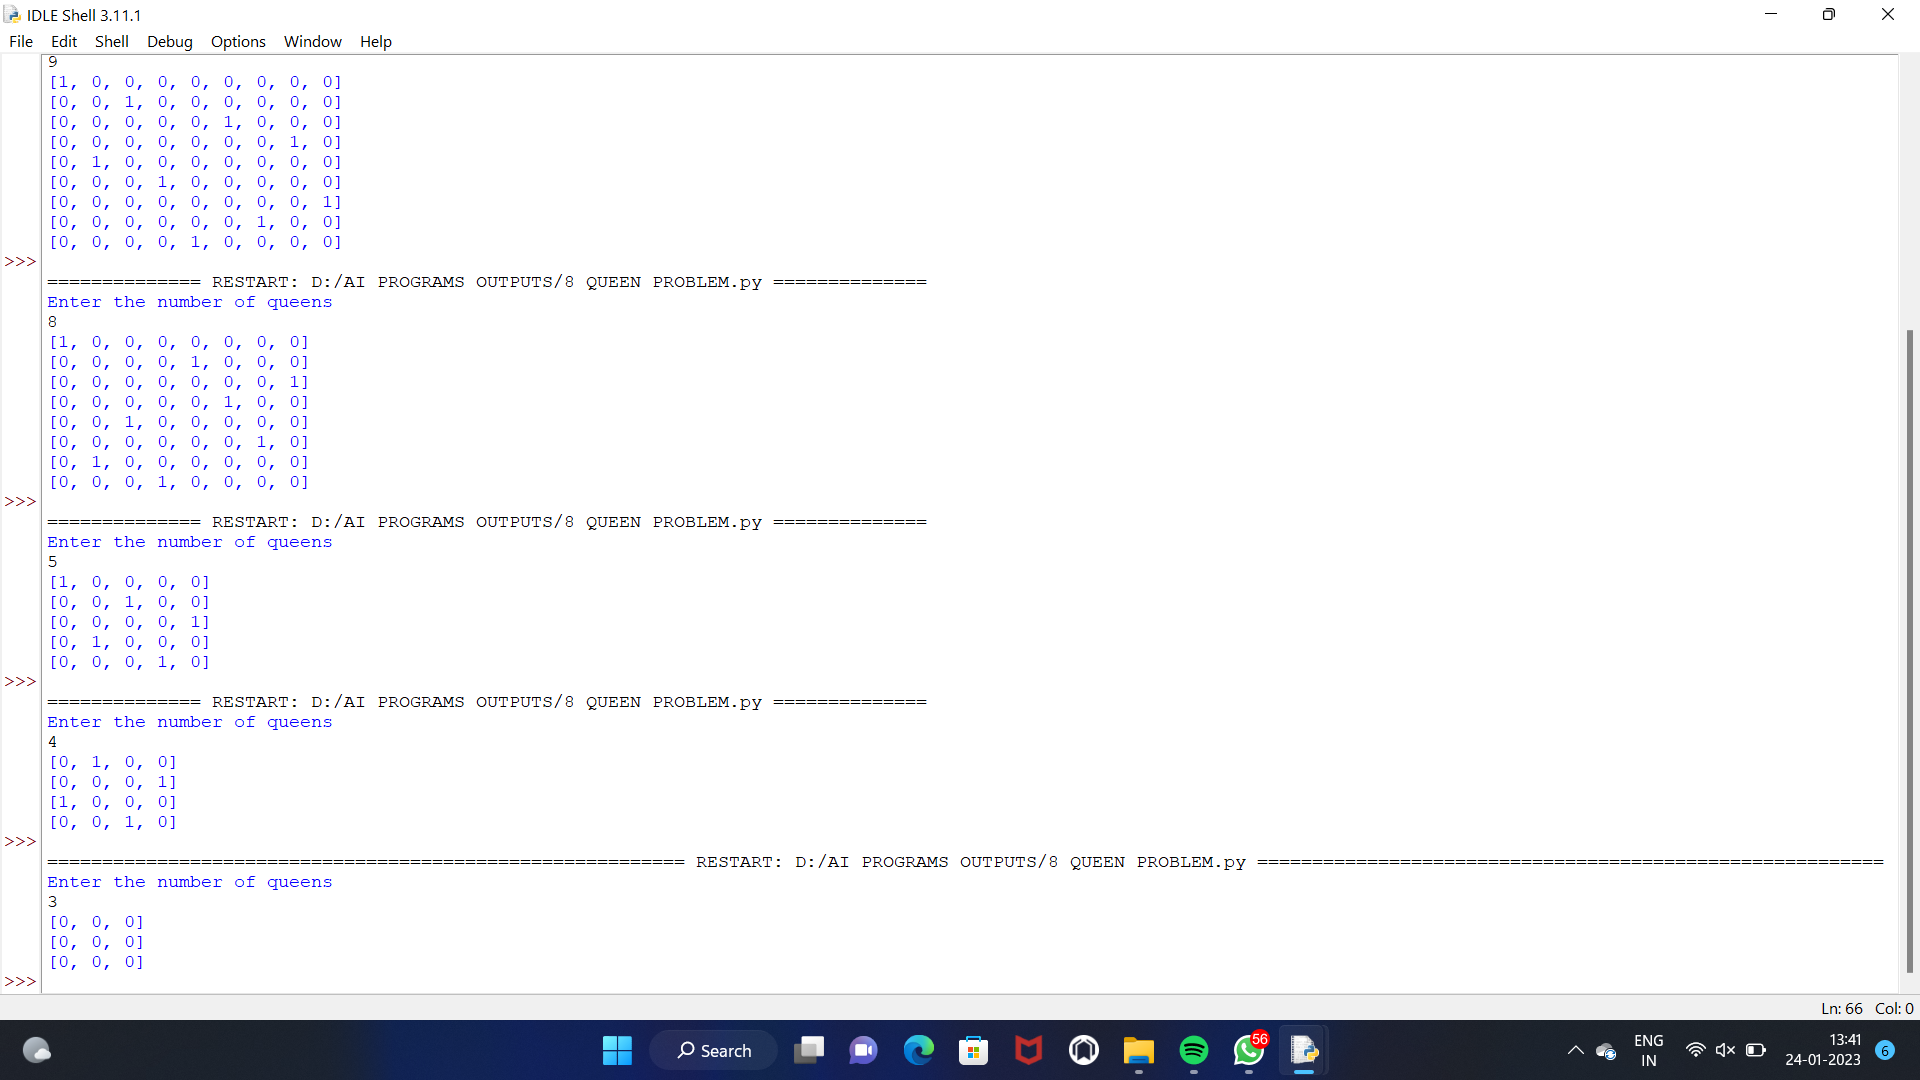 IDLE Shell 3.11.1
File Edit Shell Debug Options Window Help
9
[1, 0, 0, 0, 0, 0, 0, 0, 0]
[0, 0, 1, 0, 0, 0, 0, 0, 0]
[0, 0, 0, 0, 0, 1, 0, 0, 0]
[0, 0, 0, 0, 0, 0, 0, 1, 0]
[0, 1, 0, 0, 0, 0, 0, 0, 0]
[0, 0, 0, 1, 0, 0, 0, 0, 0]
[0, 0, 0, 0, 0, 0, 0, 0, 1]
[0, 0, 0, 0, 0, 0, 1, 0, 0]
[0, 0, 0, 0, 1, 0, 0, 0, 0]
>>>
============== RESTART: D:/AI PROGRAMS OUTPUTS/8 QUEEN PROBLEM.py ==============
Enter the number of queens
8
[1, 0, 0, 0, 0, 0, 0, 0]
[0, 0, 0, 0, 1, 0, 0, 0]
[0, 0, 0, 0, 0, 0, 0, 1]
[0, 0, 0, 0, 0, 1, 0, 0]
[0, 0, 1, 0, 0, 0, 0, 0]
[0, 0, 0, 0, 0, 0, 1, 0]
[0, 1, 0, 0, 0, 0, 0, 0]
[0, 0, 0, 1, 0, 0, 0, 0]
>>>
============== RESTART: D:/AI PROGRAMS OUTPUTS/8 QUEEN PROBLEM.py ==============
Enter the number of queens
5
[1, 0, 0, 0, 0]
[0, 0, 1, 0, 0]
[0, 0, 0, 0, 1]
[0, 1, 0, 0, 0]
[0, 0, 0, 1, 0]
>>>
============== RESTART: D:/AI PROGRAMS OUTPUTS/8 QUEEN PROBLEM.py ==============
Enter the number of queens
4
[0, 1, 0, 0]
[0, 0, 0, 1]
[1, 0, 0, 0]
[0, 0, 1, 0]
>>>
========================================================== RESTART: D:/AI PROGRAMS OUTPUTS/8 QUEEN PROBLEM.py =========================================================
Enter the number of queens
3
[0, 0, 0]
[0, 0, 0]
[0, 0, 0]
>>>
Ln: 66 Col: 0
Search
56
ENG
IN
13:41
24-01-2023
6